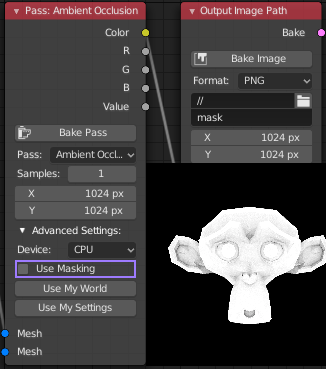 Pass: Ambient Occlusion
Color
R
G
B
Value
Bake Pass
Pass: Ambient Occl...
Samples: 1
X 1024 px
Y 1024 px
Advanced Settings:
Device: CPU
Use Masking
Use My World
Use My Settings
Mesh
Mesh
Output Image Path
Bake
Bake Image
Format: PNG
//
mask
X 1024 px
Y 1024 px